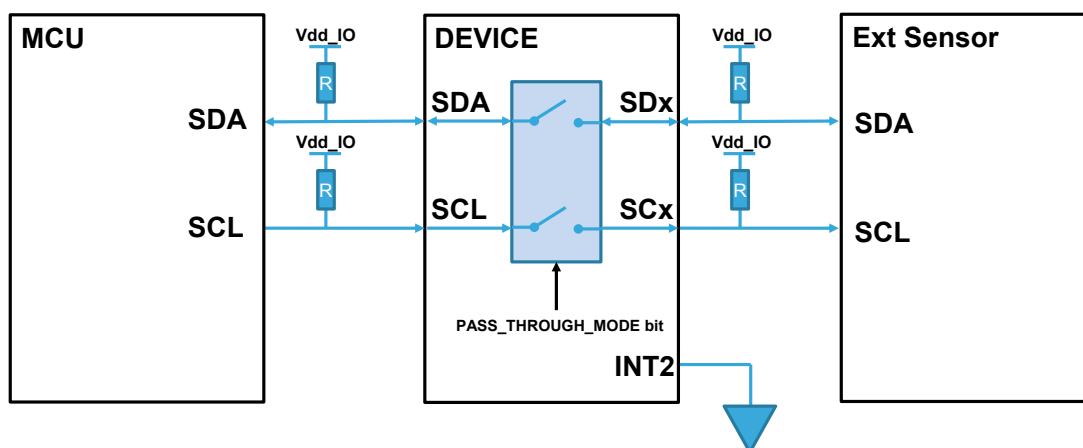 MCU
Vdd_IO
DEVICE
Vdd_IO
Ext Sensor
R
R
SDA
SDA
SDx
SDA
Vdd_IO
Vdd_IO
R
R
SCL
SCL
SCx
SCL
PASS_THROUGH_MODE bit
INT2